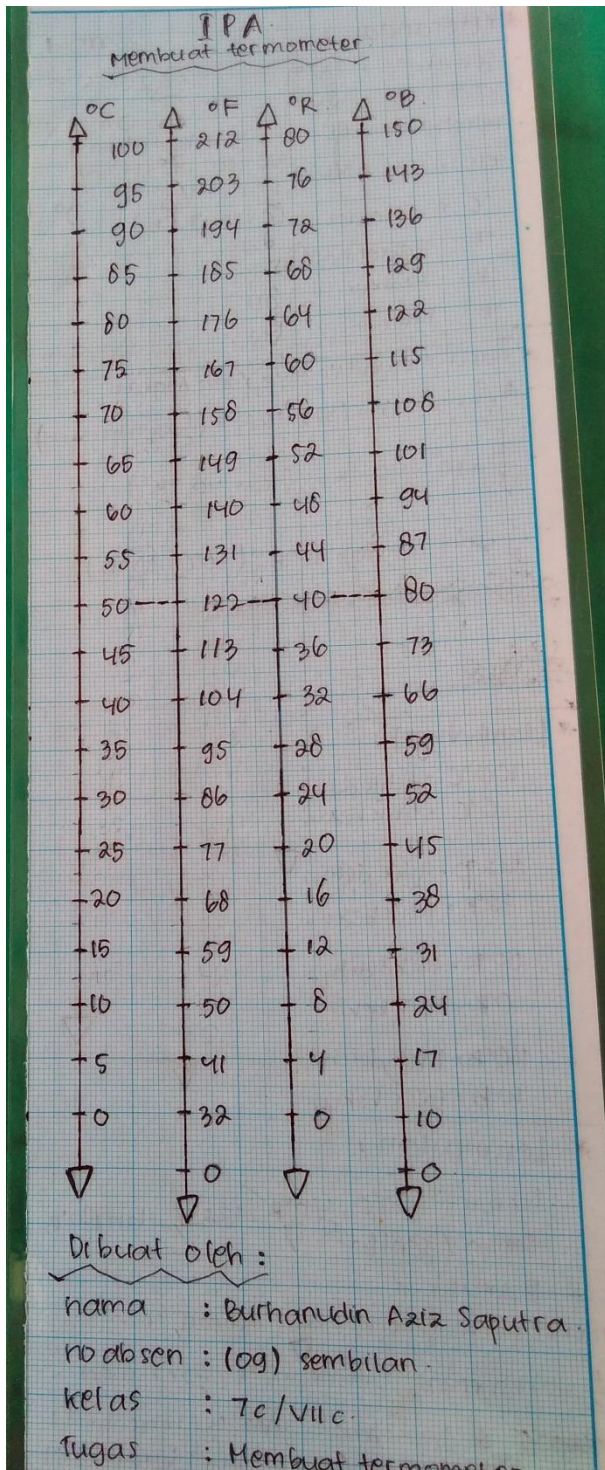 IPA
Membuat termometer
°C °F °R °B
100 212 80 150
95 203 76 143
90 194 72 136
85 185 68 129
80 176 64 122
75 167 60 115
70 158 56 108
65 149 52 101
60 140 48 94
55 131 44 87
50 122 40 80
45 113 36 73
40 104 32 66
35 95 28 59
30 86 24 52
25 77 20 45
20 68 16 38
15 59 12 31
10 50 8 24
5 41 4 17
0 32 0 10
0 0
Dibuat oleh :
nama : Burhanudin Aziz Saputra.
no absen : (09) sembilan.
kelas : 7c/VIIc.
Tugas : Membuat termometer